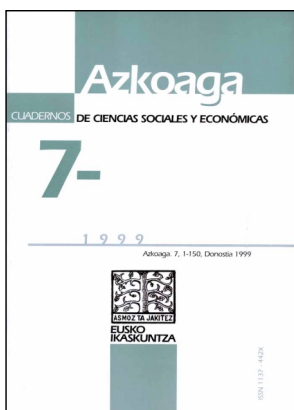 Azkoaga
CUADERNOS DE CIENCIAS SOCIALES Y ECONÓMICAS
7-
1999
Azkoaga. 7, 1-150, Donostia 1999
ASMOZ TA JAKITEZ
EUSKO
IKASKUNTZA
ISSN 1137 - 442X